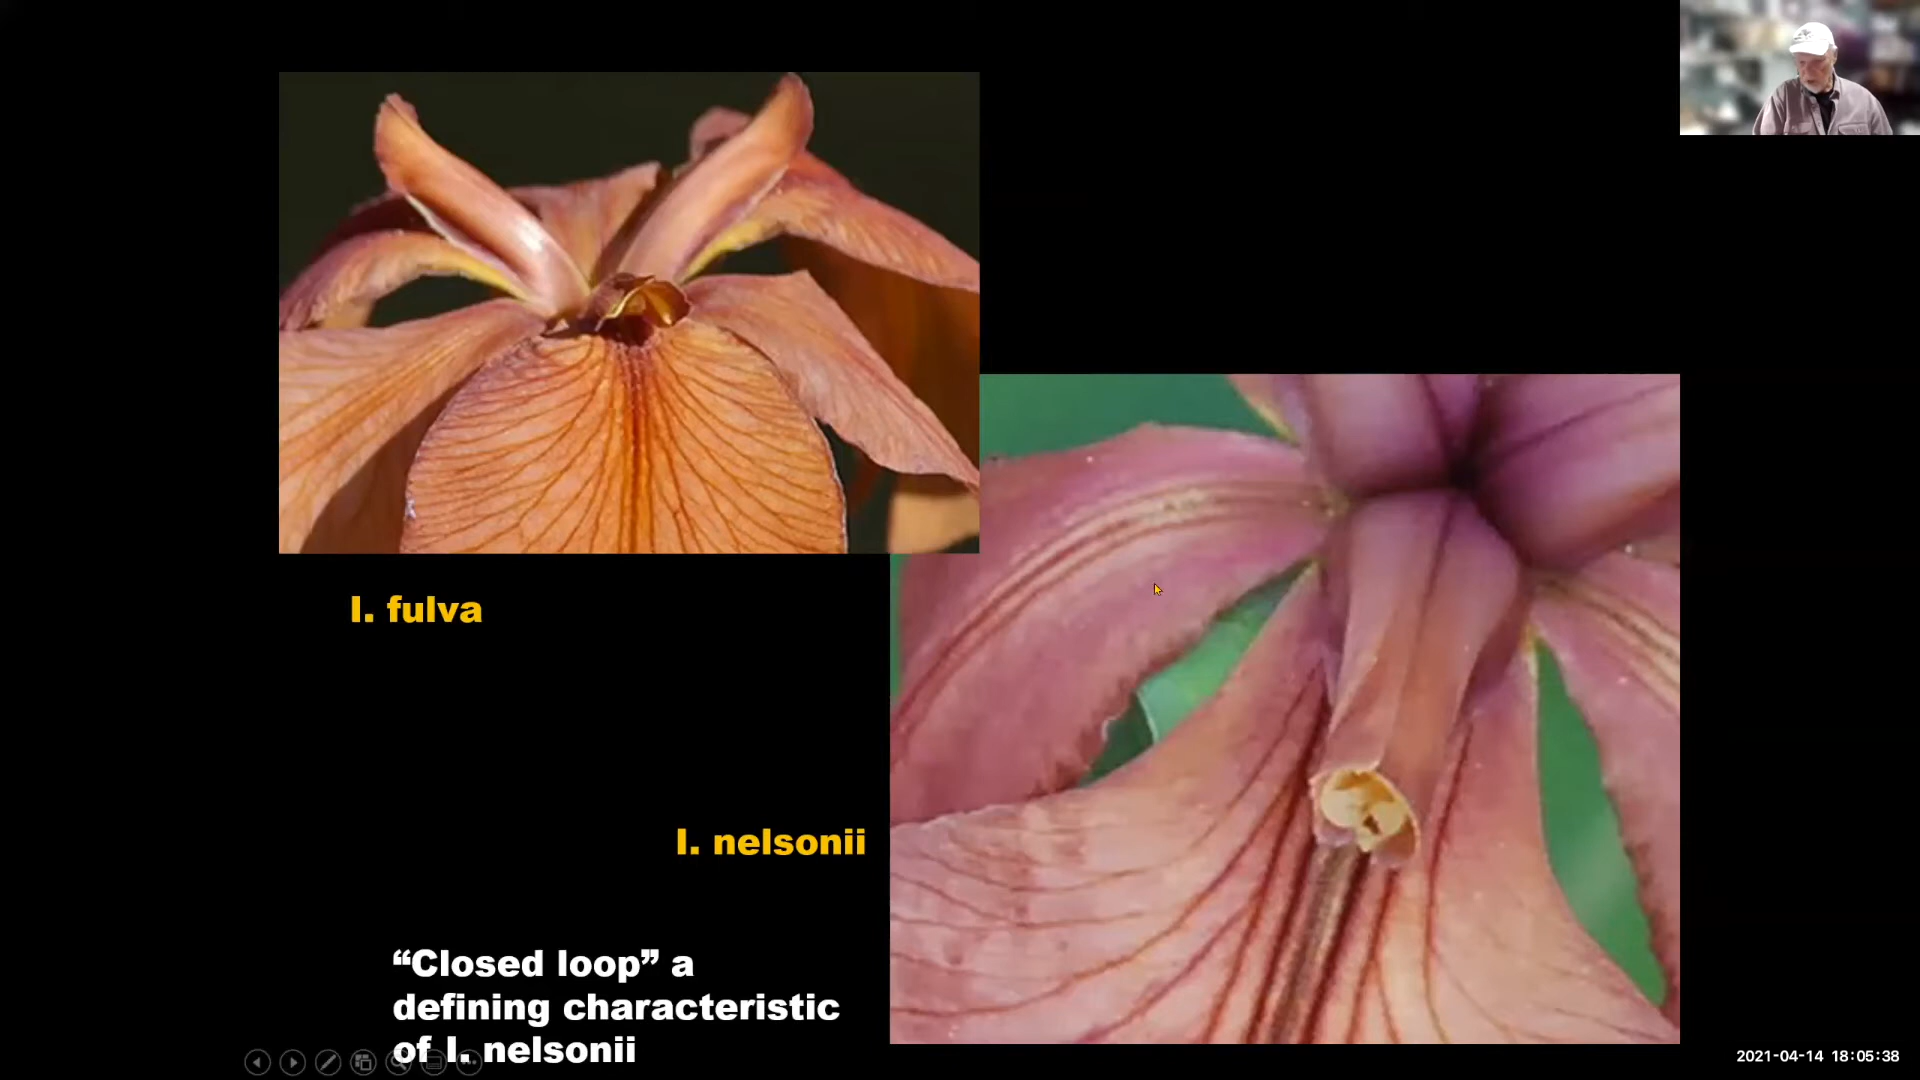 I. fulva
I. nelsonii
“Closed loop” a
defining characteristic
of I. nelsonii
2021-04-14 18:05:38